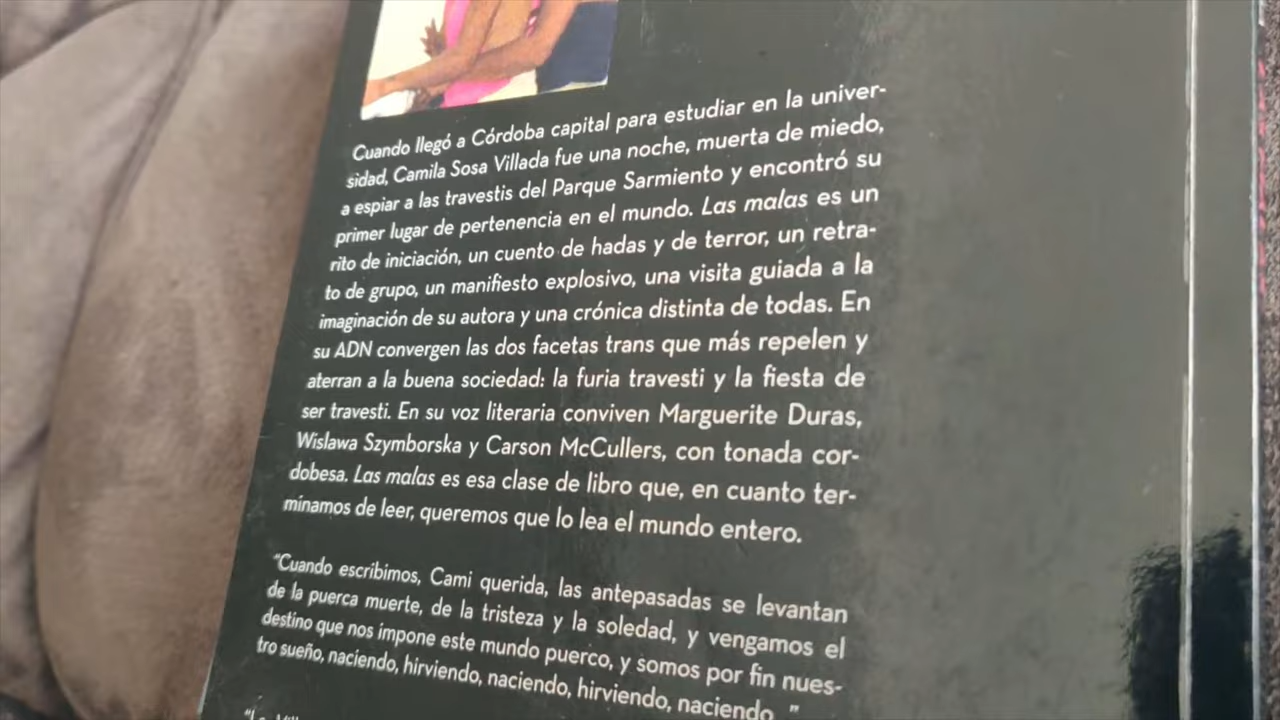 Cuando llegó a Córdoba capital para estudiar en la univer-
sidad, Camila Sosa Villada fue una noche, muerta de miedo,
a espiar a las travestis del Parque Sarmiento y encontró su
primer lugar de pertenencia en el mundo. Las malas es un
rito de iniciación, un cuento de hadas y de terror, un retra-
to de grupo, un manifiesto explosivo, una visita guiada a la
imaginación de su autora y una crónica distinta de todas. En
su ADN convergen las dos facetas trans que más repelen y
aterran a la buena sociedad: la furia travesti y la fiesta de
ser travesti. En su voz literaria conviven Marguerite Duras,
Wislawa Szymborska y Carson McCullers, con tonada cor-
dobesa. Las malas es esa clase de libro que, en cuanto ter-
minamos de leer, queremos que lo lea el mundo entero.
"Cuando escribimos, Cami querida, las antepasadas se levantan
de la puerca muerte, de la tristeza y la soledad, y vengamos el
destino que nos impone este mundo puerco, y somos por fin nues-
tro sueño, naciendo, hirviendo, naciendo, hirviendo, naciendo..."